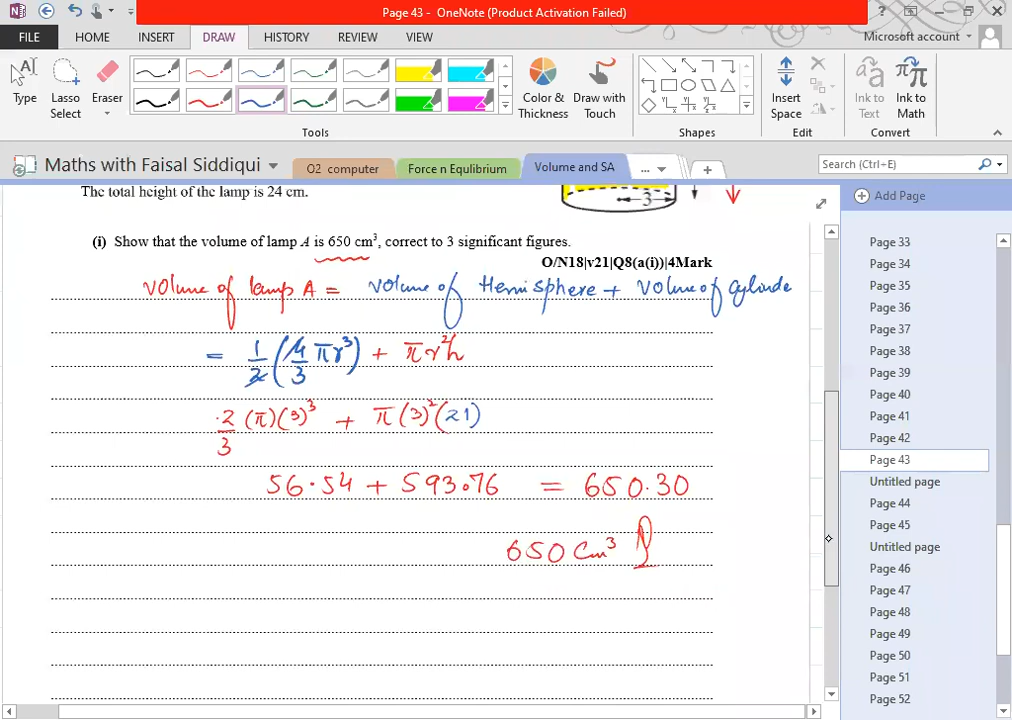 Page 43 - OneNote (Product Activation Failed)
FILE HOME INSERT DRAW HISTORY REVIEW VIEW Microsoft account
Type Lasso Select Eraser Color & Thickness Draw with Touch Insert Space Ink to Text Ink to Math
Tools Shapes Edit Convert
Maths with Faisal Siddiqui O2 computer Force n Equilibrium Volume and SA ... + Search (Ctrl+E)
The total height of the lamp is 24 cm.
3
(i) Show that the volume of lamp A is 650 cm³, correct to 3 significant figures.
O/N18|v21|Q8(a(i))|4Mark
volume of lamp A = volume of Hemisphere + volume of cylinde
= 1/2 (4/3 πr³) + πr²h
2/3 (π)(3)³ + π(3)²(21)
56.54 + 593.76 = 650.30
650 cm³
Add Page
Page 33
Page 34
Page 35
Page 36
Page 37
Page 38
Page 39
Page 40
Page 41
Page 42
Page 43
Untitled page
Page 44
Page 45
Untitled page
Page 46
Page 47
Page 48
Page 49
Page 50
Page 51
Page 52